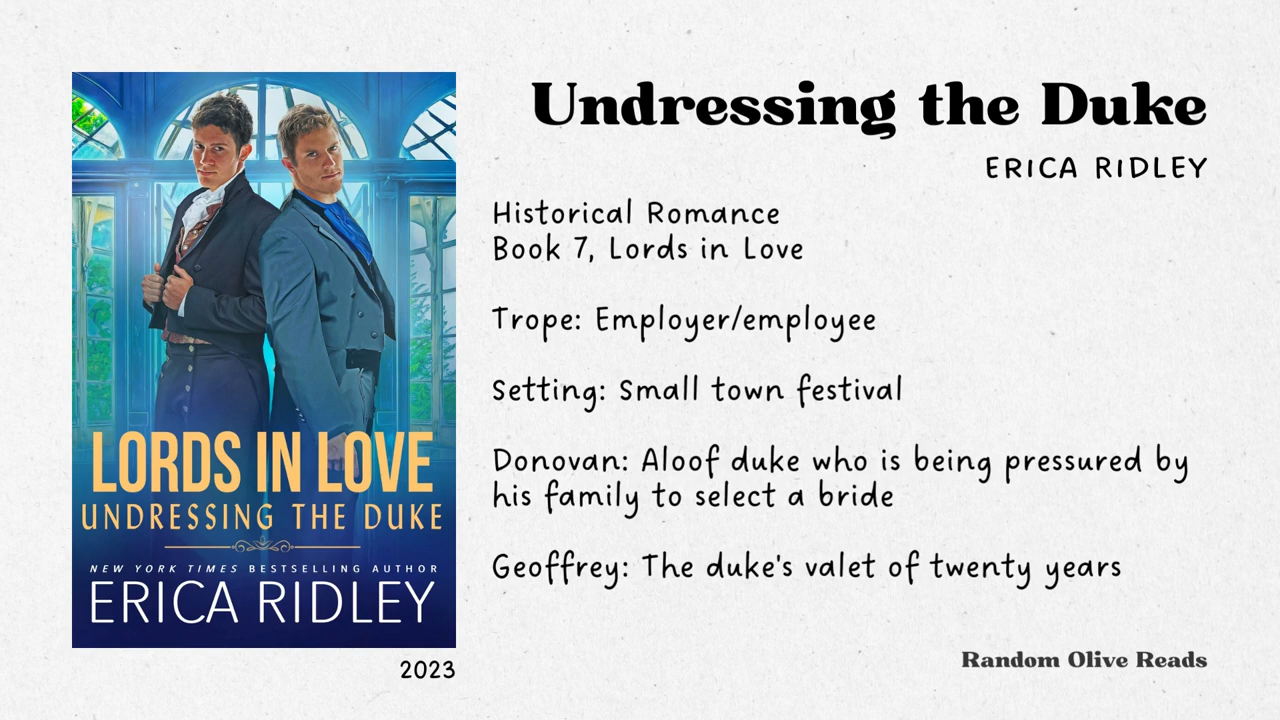 LORDS IN LOVE
UNDRESSING THE DUKE
NEW YORK TIMES BESTSELLING AUTHOR
ERICA RIDLEY
2023
Undressing the Duke
ERICA RIDLEY
Historical Romance
Book 7, Lords in Love
Trope: Employer/employee
Setting: Small town festival
Donovan: Aloof duke who is being pressured by
his family to select a bride
Geoffrey: The duke's valet of twenty years
Random Olive Reads